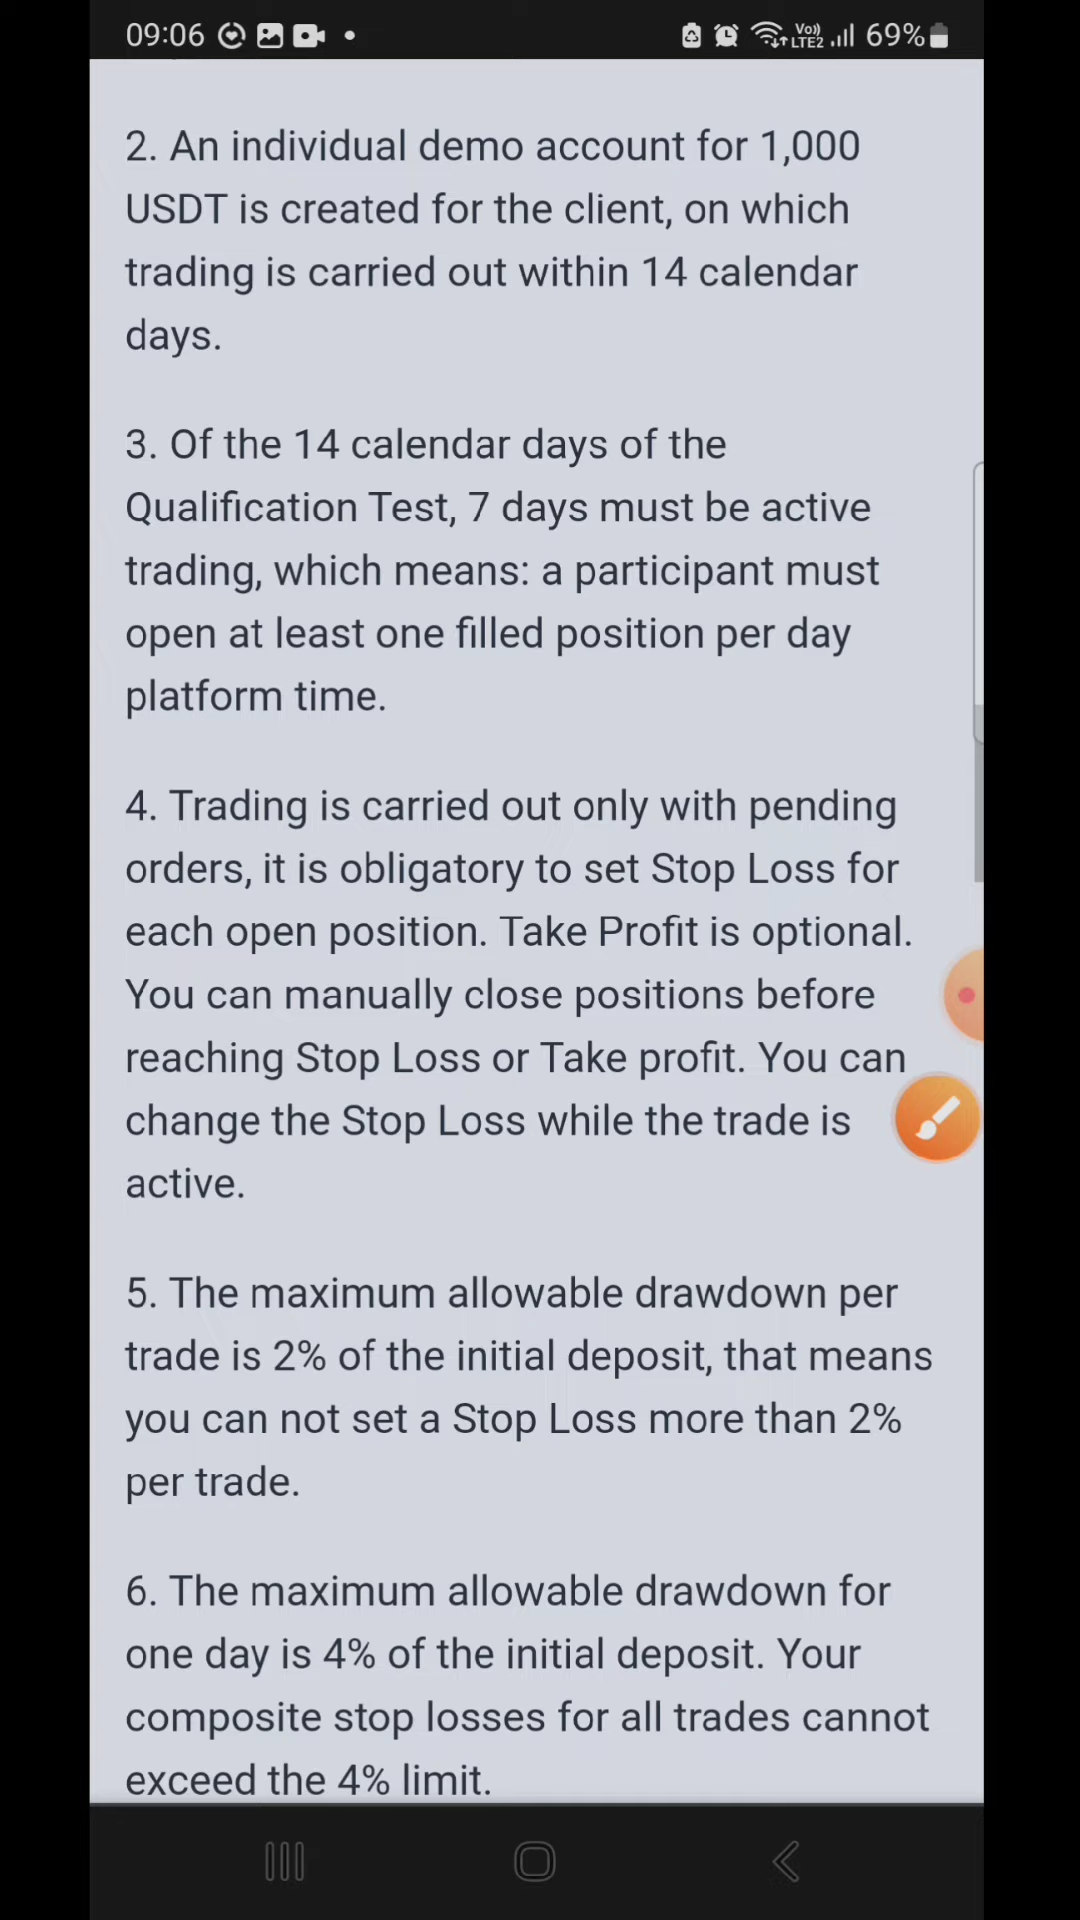 09:06
Vo))
LTE2
69%
2. An individual demo account for 1,000
USDT is created for the client, on which
trading is carried out within 14 calendar
days.
3. Of the 14 calendar days of the
Qualification Test, 7 days must be active
trading, which means: a participant must
open at least one filled position per day
platform time.
4. Trading is carried out only with pending
orders, it is obligatory to set Stop Loss for
each open position. Take Profit is optional.
You can manually close positions before
reaching Stop Loss or Take profit. You can
change the Stop Loss while the trade is
active.
5. The maximum allowable drawdown per
trade is 2% of the initial deposit, that means
you can not set a Stop Loss more than 2%
per trade.
6. The maximum allowable drawdown for
one day is 4% of the initial deposit. Your
composite stop losses for all trades cannot
exceed the 4% limit.